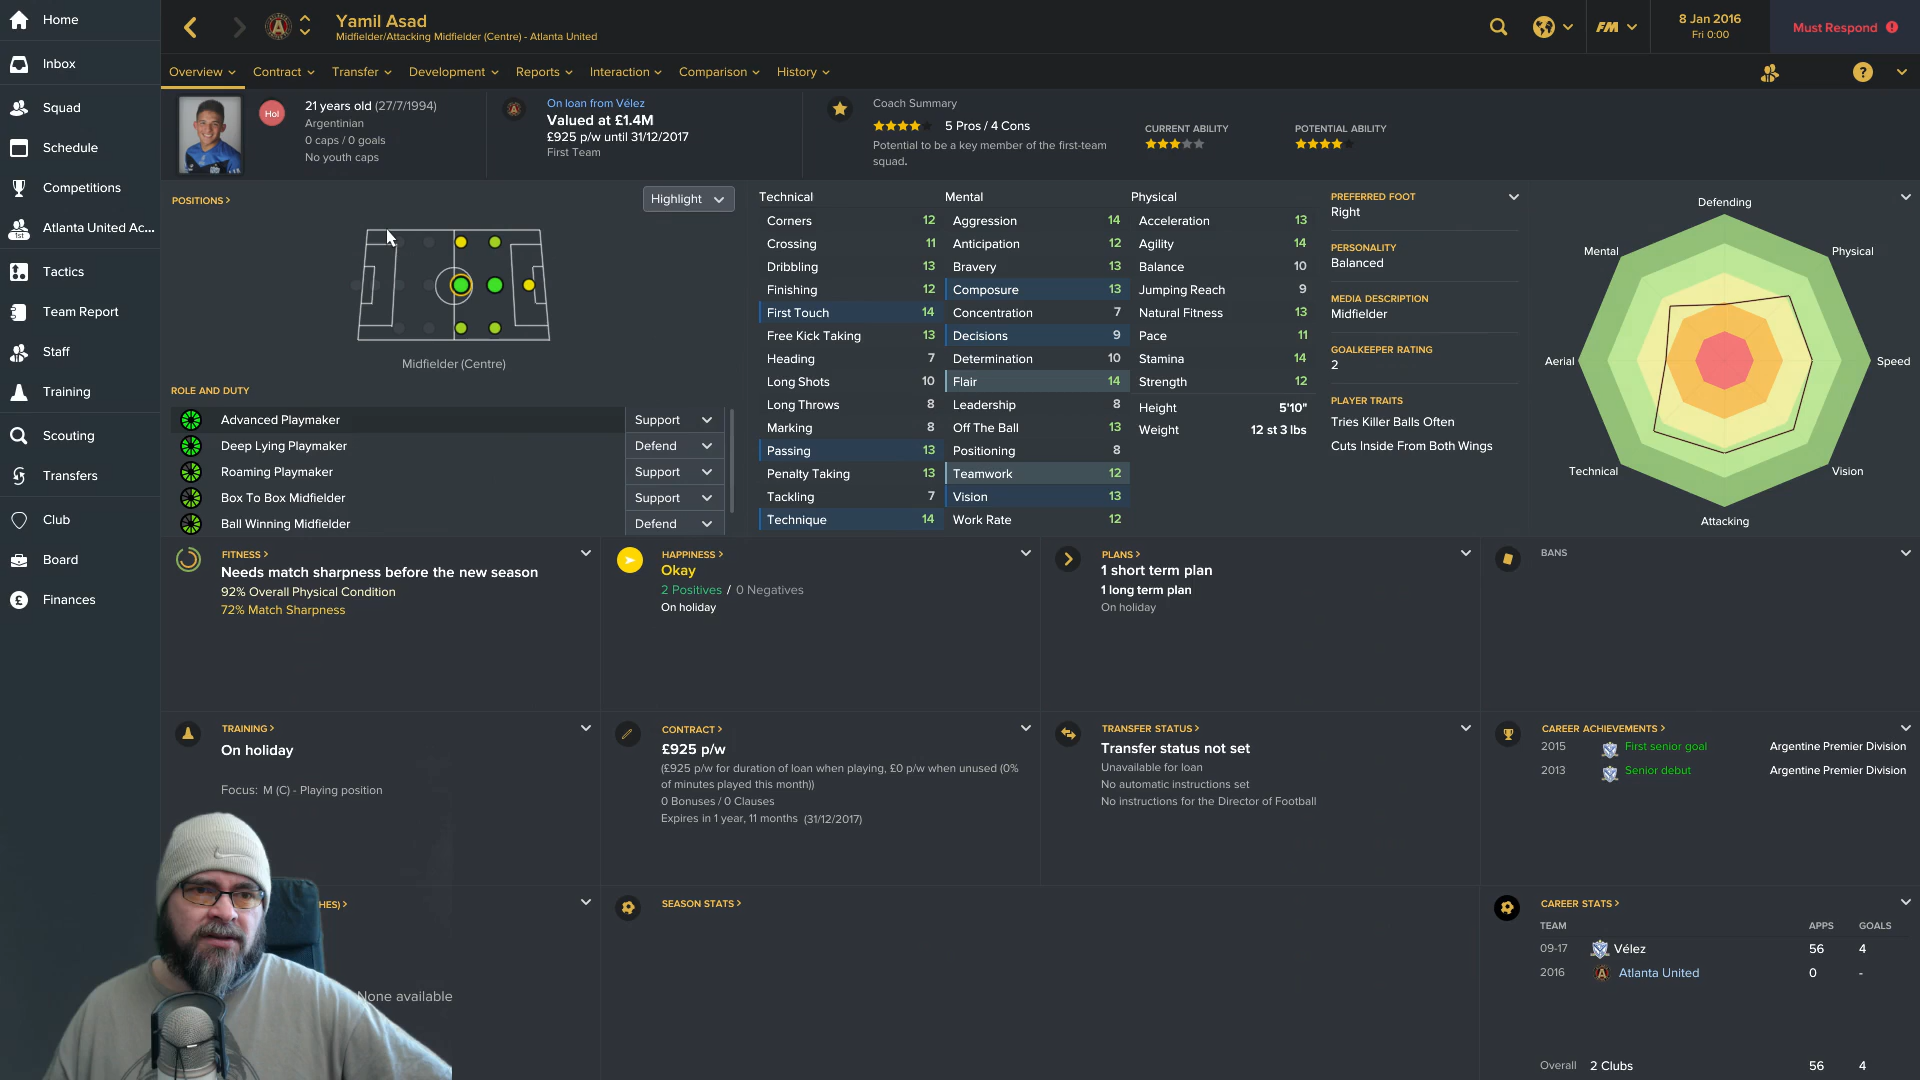 Home
Inbox
Squad
Schedule
Competitions
Atlanta United Ac...
1st
Tactics
Team Report
Staff
Training
Scouting
Transfers
Club
Board
Finances
Yamil Asad
Midfielder/Attacking Midfielder (Centre) - Atlanta United
FM
8 Jan 2016
Fri 0:00
Must Respond
Overview Contract Transfer Development Reports Interaction Comparison History
?
Hol
21 years old (27/7/1994)
Argentinian
0 caps / 0 goals
No youth caps
On loan from Vélez
Valued at £1.4M
£925 p/w until 31/12/2017
First Team
Coach Summary
5 Pros / 4 Cons
Potential to be a key member of the first-team
squad.
CURRENT ABILITY
POTENTIAL ABILITY
POSITIONS >
Highlight
Midfielder (Centre)
ROLE AND DUTY
Advanced Playmaker Support
Deep Lying Playmaker Defend
Roaming Playmaker Support
Box To Box Midfielder Support
Ball Winning Midfielder Defend
Technical
Corners 12
Crossing 11
Dribbling 13
Finishing 12
First Touch 14
Free Kick Taking 13
Heading 7
Long Shots 10
Long Throws 8
Marking 8
Passing 13
Penalty Taking 13
Tackling 7
Technique 14
Mental
Aggression 14
Anticipation 12
Bravery 13
Composure 13
Concentration 7
Decisions 9
Determination 10
Flair 14
Leadership 8
Off The Ball 13
Positioning 8
Teamwork 12
Vision 13
Work Rate 12
Physical
Acceleration 13
Agility 14
Balance 10
Jumping Reach 9
Natural Fitness 13
Pace 11
Stamina 14
Strength 12
Height 5'10"
Weight 12 st 3 lbs
PREFERRED FOOT
Right
PERSONALITY
Balanced
MEDIA DESCRIPTION
Midfielder
GOALKEEPER RATING
2
PLAYER TRAITS
Tries Killer Balls Often
Cuts Inside From Both Wings
Defending
Physical
Speed
Vision
Attacking
Technical
Aerial
Mental
FITNESS >
Needs match sharpness before the new season
92% Overall Physical Condition
72% Match Sharpness
HAPPINESS >
Okay
2 Positives / 0 Negatives
On holiday
PLANS >
1 short term plan
1 long term plan
On holiday
BANS
TRAINING >
On holiday
Focus: M (C) - Playing position
CONTRACT >
£925 p/w
(£925 p/w for duration of loan when playing, £0 p/w when unused (0%
of minutes played this month))
0 Bonuses / 0 Clauses
Expires in 1 year, 11 months (31/12/2017)
TRANSFER STATUS >
Transfer status not set
Unavailable for loan
No automatic instructions set
No instructions for the Director of Football
CAREER ACHIEVEMENTS >
2015 First senior goal Argentine Premier Division
2013 Senior debut Argentine Premier Division
HES) >
None available
SEASON STATS >
CAREER STATS >
TEAM APPS GOALS
09-17 Vélez 56 4
2016 Atlanta United 0 -
Overall 2 Clubs 56 4